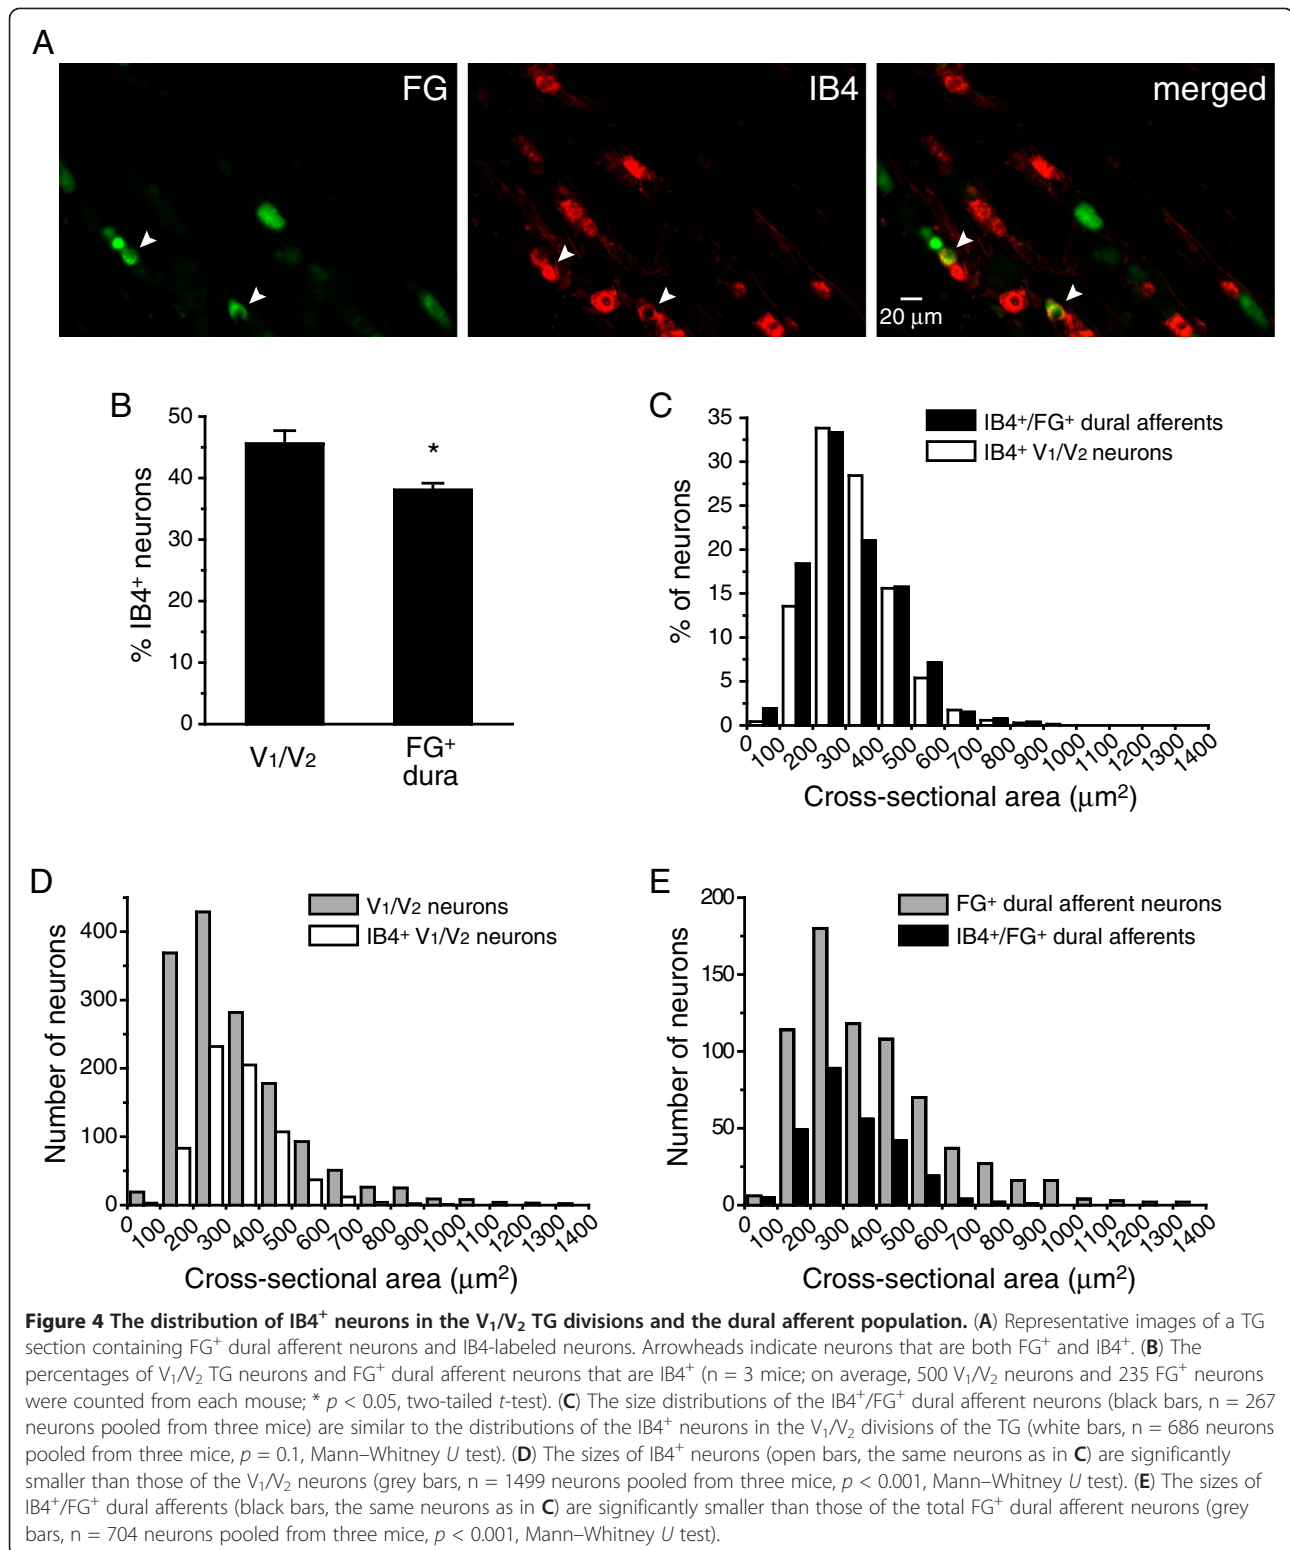 A
FG
IB4
merged
20 μm
B
% IB4⁺ neurons
50
40
30
20
10
0
*
V₁/V₂
FG⁺
dura
C
% of neurons
35
30
25
20
15
10
5
0
IB4⁺/FG⁺ dural afferents
IB4⁺ V₁/V₂ neurons
0 100 200 300 400 500 600 700 800 900 1000 1100 1200 1300 1400
Cross-sectional area (μm²)
D
Number of neurons
400
300
200
100
0
V₁/V₂ neurons
IB4⁺ V₁/V₂ neurons
0 100 200 300 400 500 600 700 800 900 1000 1100 1200 1300 1400
Cross-sectional area (μm²)
E
Number of neurons
200
150
100
50
0
FG⁺ dural afferent neurons
IB4⁺/FG⁺ dural afferents
0 100 200 300 400 500 600 700 800 900 1000 1100 1200 1300 1400
Cross-sectional area (μm²)
Figure 4 The distribution of IB4⁺ neurons in the V₁/V₂ TG divisions and the dural afferent population. (A) Representative images of a TG
section containing FG⁺ dural afferent neurons and IB4-labeled neurons. Arrowheads indicate neurons that are both FG⁺ and IB4⁺. (B) The
percentages of V₁/V₂ TG neurons and FG⁺ dural afferent neurons that are IB4⁺ (n = 3 mice; on average, 500 V₁/V₂ neurons and 235 FG⁺ neurons
were counted from each mouse; * p < 0.05, two-tailed t-test). (C) The size distributions of the IB4⁺/FG⁺ dural afferent neurons (black bars, n = 267
neurons pooled from three mice) are similar to the distributions of the IB4⁺ neurons in the V₁/V₂ divisions of the TG (white bars, n = 686 neurons
pooled from three mice, p = 0.1, Mann–Whitney U test). (D) The sizes of IB4⁺ neurons (open bars, the same neurons as in C) are significantly
smaller than those of the V₁/V₂ neurons (grey bars, n = 1499 neurons pooled from three mice, p < 0.001, Mann–Whitney U test). (E) The sizes of
IB4⁺/FG⁺ dural afferents (black bars, the same neurons as in C) are significantly smaller than those of the total FG⁺ dural afferent neurons (grey
bars, n = 704 neurons pooled from three mice, p < 0.001, Mann–Whitney U test).